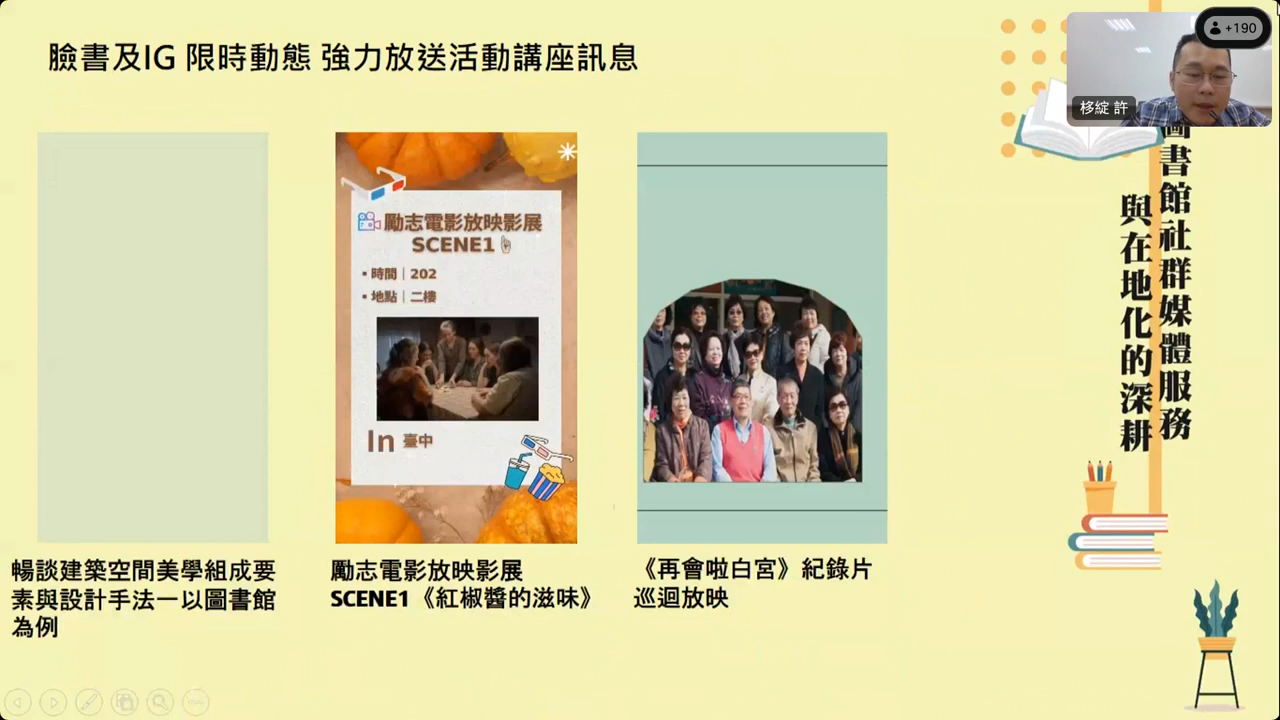 臉書及IG 限時動態 強力放送活動講座訊息
+190
移綻 許
圖書館社群媒體服務
與在地化的深耕
勵志電影放映影展
SCENE1
▪ 時間｜202
▪ 地點｜二樓
In 臺中
暢談建築空間美學組成要
素與設計手法一以圖書館
為例
勵志電影放映影展
SCENE1《紅椒醬的滋味》
《再會啦白宮》紀錄片
巡迴放映